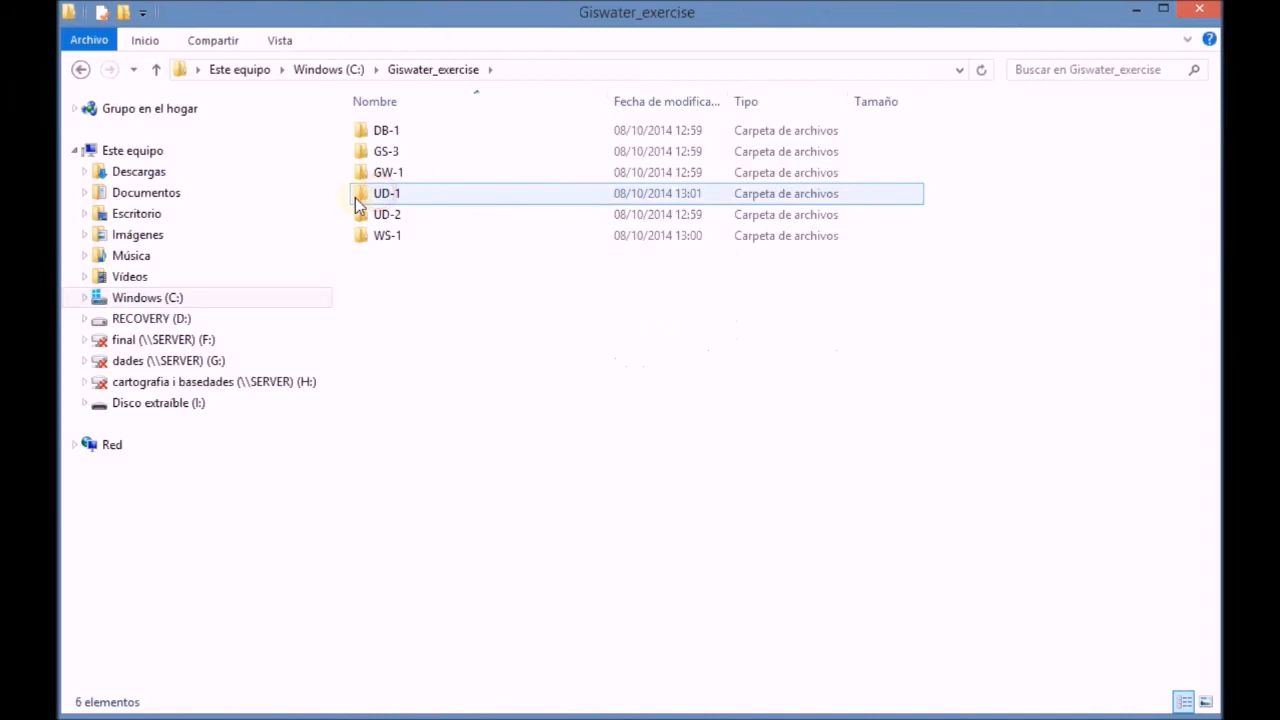 Giswater_exercise
Archivo Inicio Compartir Vista
Este equipo Windows (C:) Giswater_exercise Buscar en Giswater_exercise
Nombre Fecha de modifica... Tipo Tamaño
Grupo en el hogar
Este equipo
Descargas
Documentos
Escritorio
Imágenes
Música
Vídeos
Windows (C:)
RECOVERY (D:)
final (\\SERVER) (F:)
dades (\\SERVER) (G:)
cartografia i basedades (\\SERVER) (H:)
Disco extraíble (I:)
Red
DB-1 08/10/2014 12:59 Carpeta de archivos
GS-3 08/10/2014 12:59 Carpeta de archivos
GW-1 08/10/2014 12:59 Carpeta de archivos
UD-1 08/10/2014 13:01 Carpeta de archivos
UD-2 08/10/2014 12:59 Carpeta de archivos
WS-1 08/10/2014 13:00 Carpeta de archivos
6 elementos